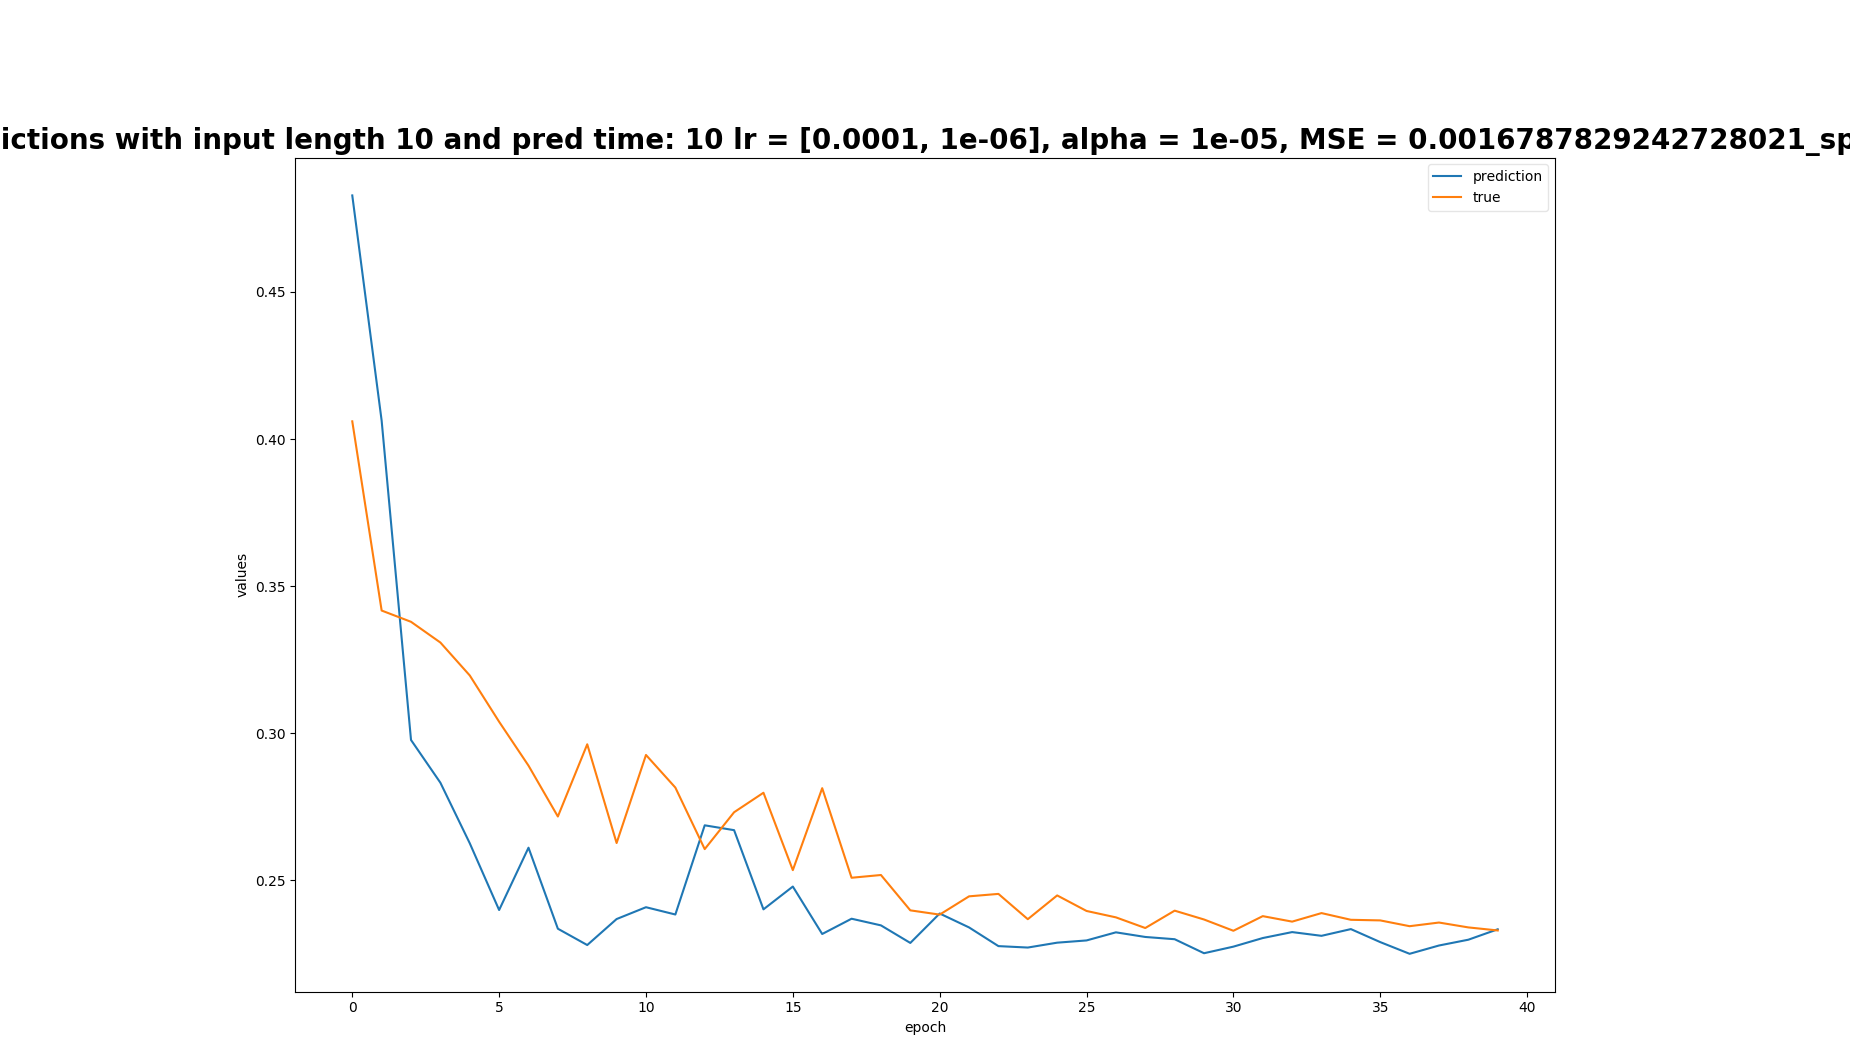 ictions with input length 10 and pred time: 10 lr = [0.0001, 1e-06], alpha = 1e-05, MSE = 0.0016787829242728021_sp
prediction
true
0.45
0.40
0.35
0.30
0.25
values
0 5 10 15 20 25 30 35 40
epoch